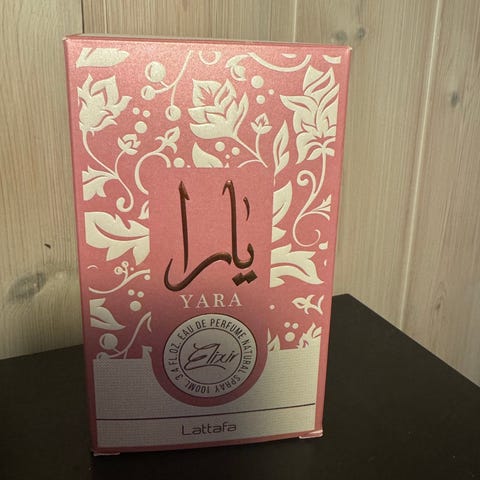 يارا
YARA
EAU DE PERFUME NATURAL SPRAY 100ML 3.4 FL.OZ.
Elixir
Lattafa